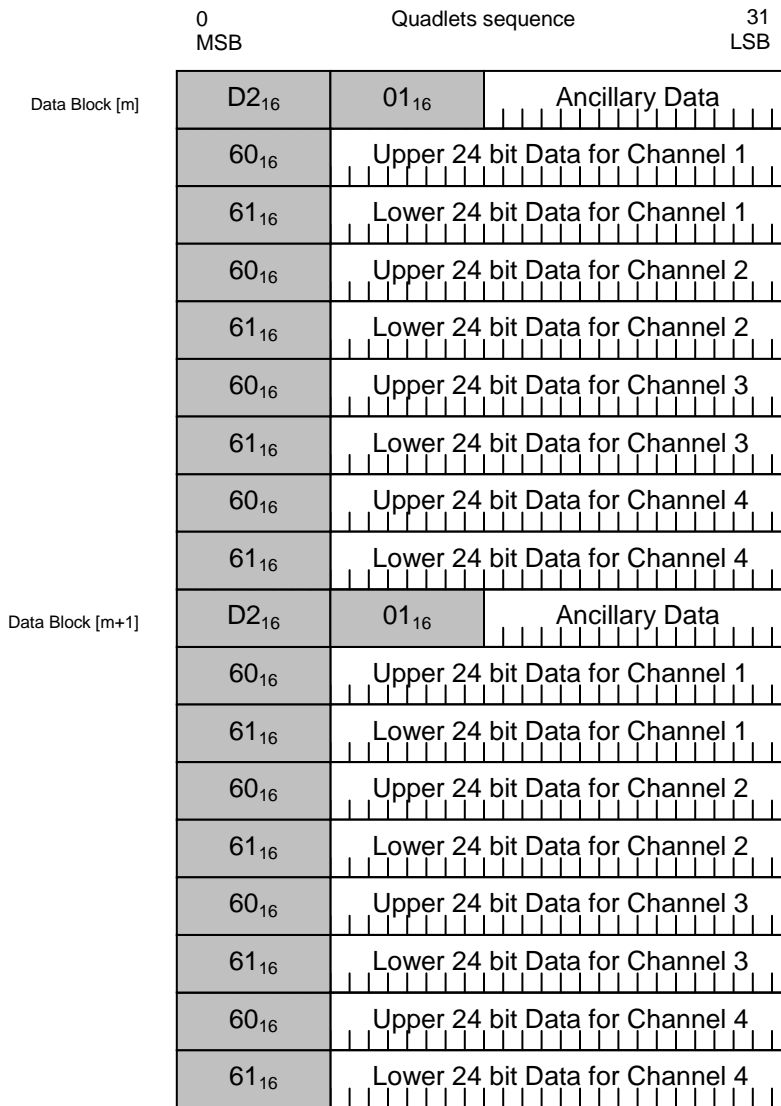 0 Quadlets sequence 31
MSB LSB
Data Block [m] D2₁₆ 01₁₆ Ancillary Data
60₁₆ Upper 24 bit Data for Channel 1
61₁₆ Lower 24 bit Data for Channel 1
60₁₆ Upper 24 bit Data for Channel 2
61₁₆ Lower 24 bit Data for Channel 2
60₁₆ Upper 24 bit Data for Channel 3
61₁₆ Lower 24 bit Data for Channel 3
60₁₆ Upper 24 bit Data for Channel 4
61₁₆ Lower 24 bit Data for Channel 4
Data Block [m+1] D2₁₆ 01₁₆ Ancillary Data
60₁₆ Upper 24 bit Data for Channel 1
61₁₆ Lower 24 bit Data for Channel 1
60₁₆ Upper 24 bit Data for Channel 2
61₁₆ Lower 24 bit Data for Channel 2
60₁₆ Upper 24 bit Data for Channel 3
61₁₆ Lower 24 bit Data for Channel 3
60₁₆ Upper 24 bit Data for Channel 4
61₁₆ Lower 24 bit Data for Channel 4